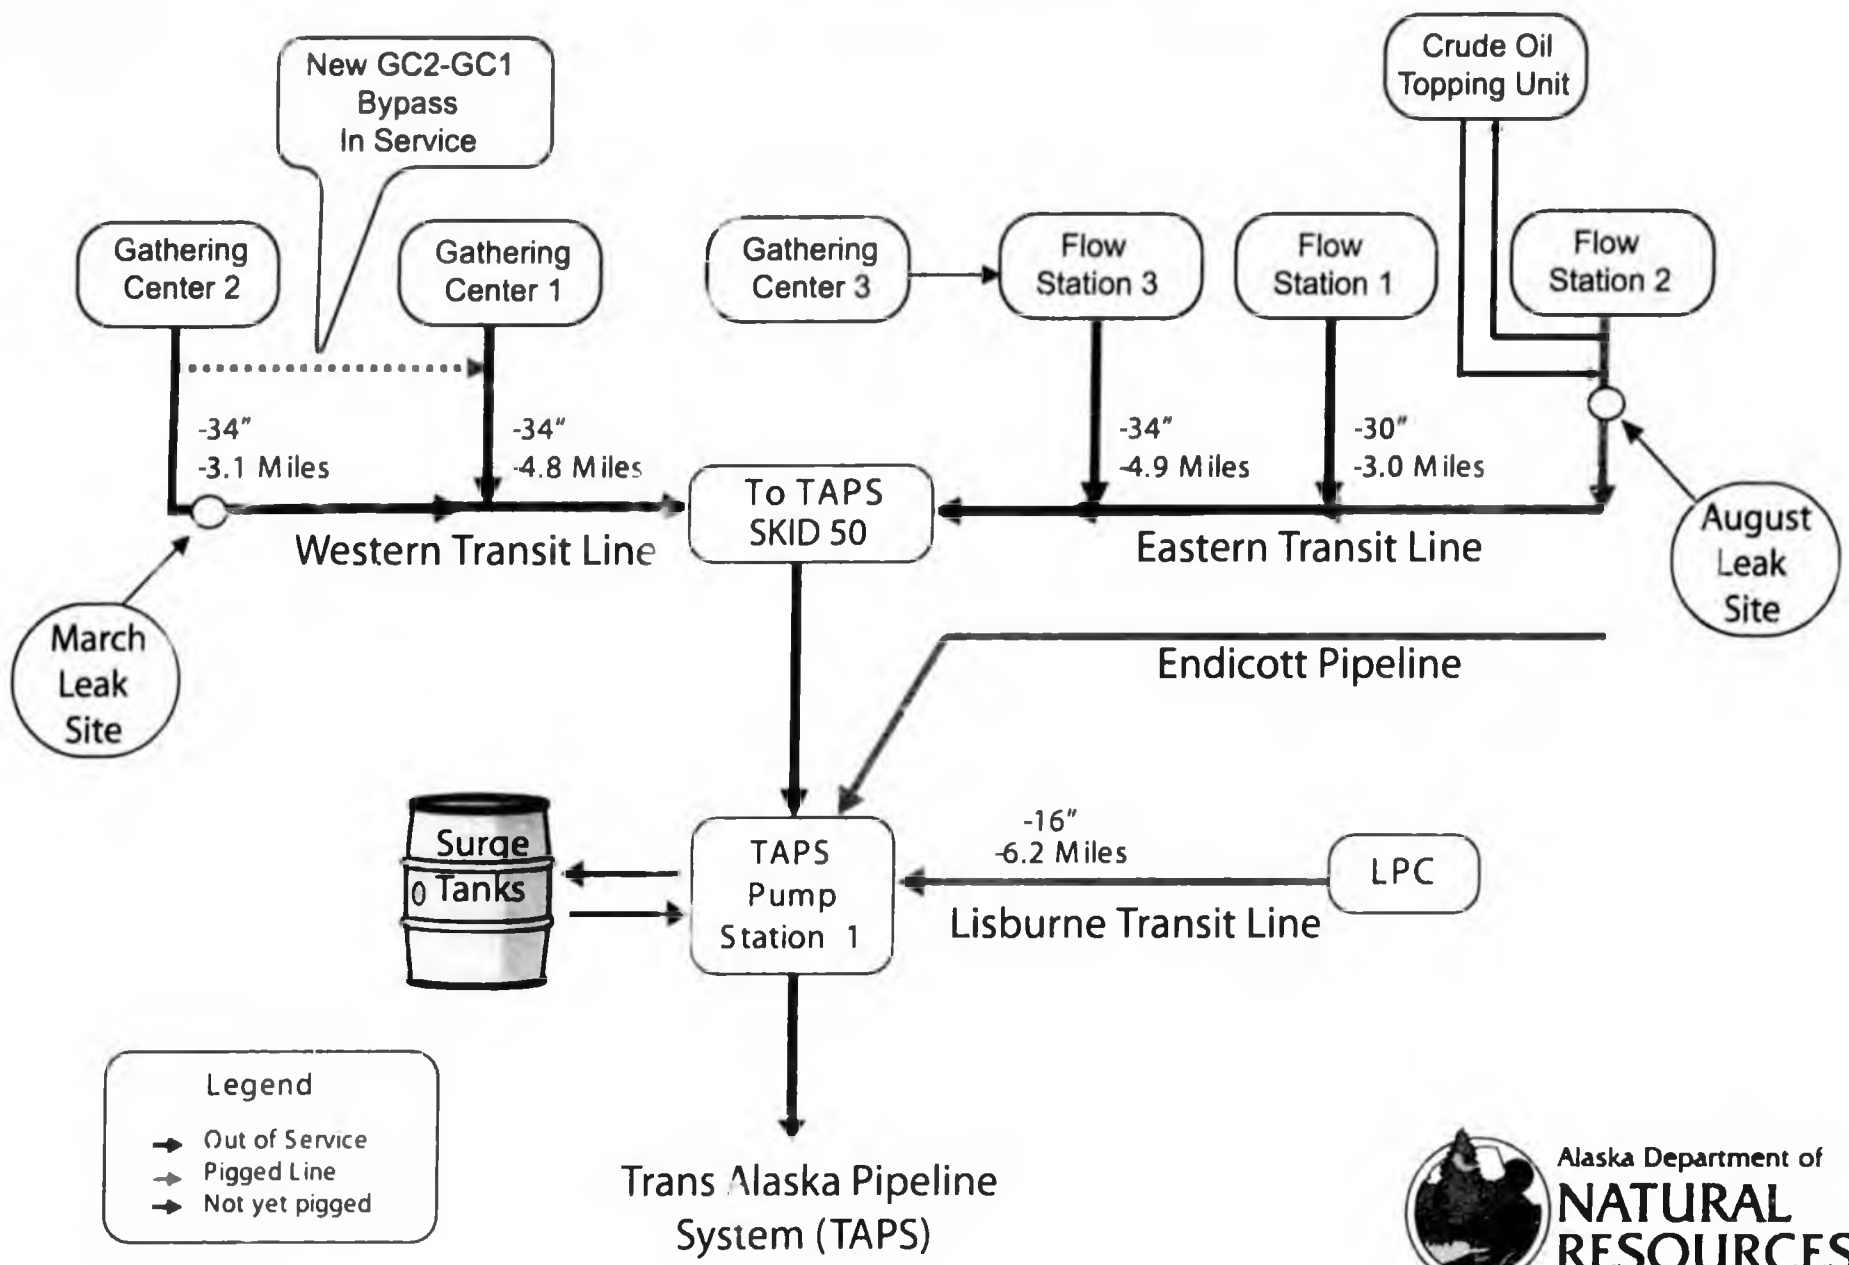 New GC2-GC1
Bypass
In Service
Crude Oil
Topping Unit
Gathering
Center 2
Gathering
Center 1
Gathering
Center 3
Flow
Station 3
Flow
Station 1
Flow
Station 2
-34"
-3.1 Miles
-34"
-4.8 Miles
-34"
-4.9 Miles
-30"
-3.0 Miles
To TAPS
SKID 50
Western Transit Line
Eastern Transit Line
August
Leak
Site
March
Leak
Site
Endicott Pipeline
Surge
Tanks
TAPS
Pump
Station 1
-16"
-6.2 Miles
LPC
Lisburne Transit Line
Legend
Out of Service
Pigged Line
Not yet pigged
Trans Alaska Pipeline
System (TAPS)
Alaska Department of
NATURAL
RESOURCES